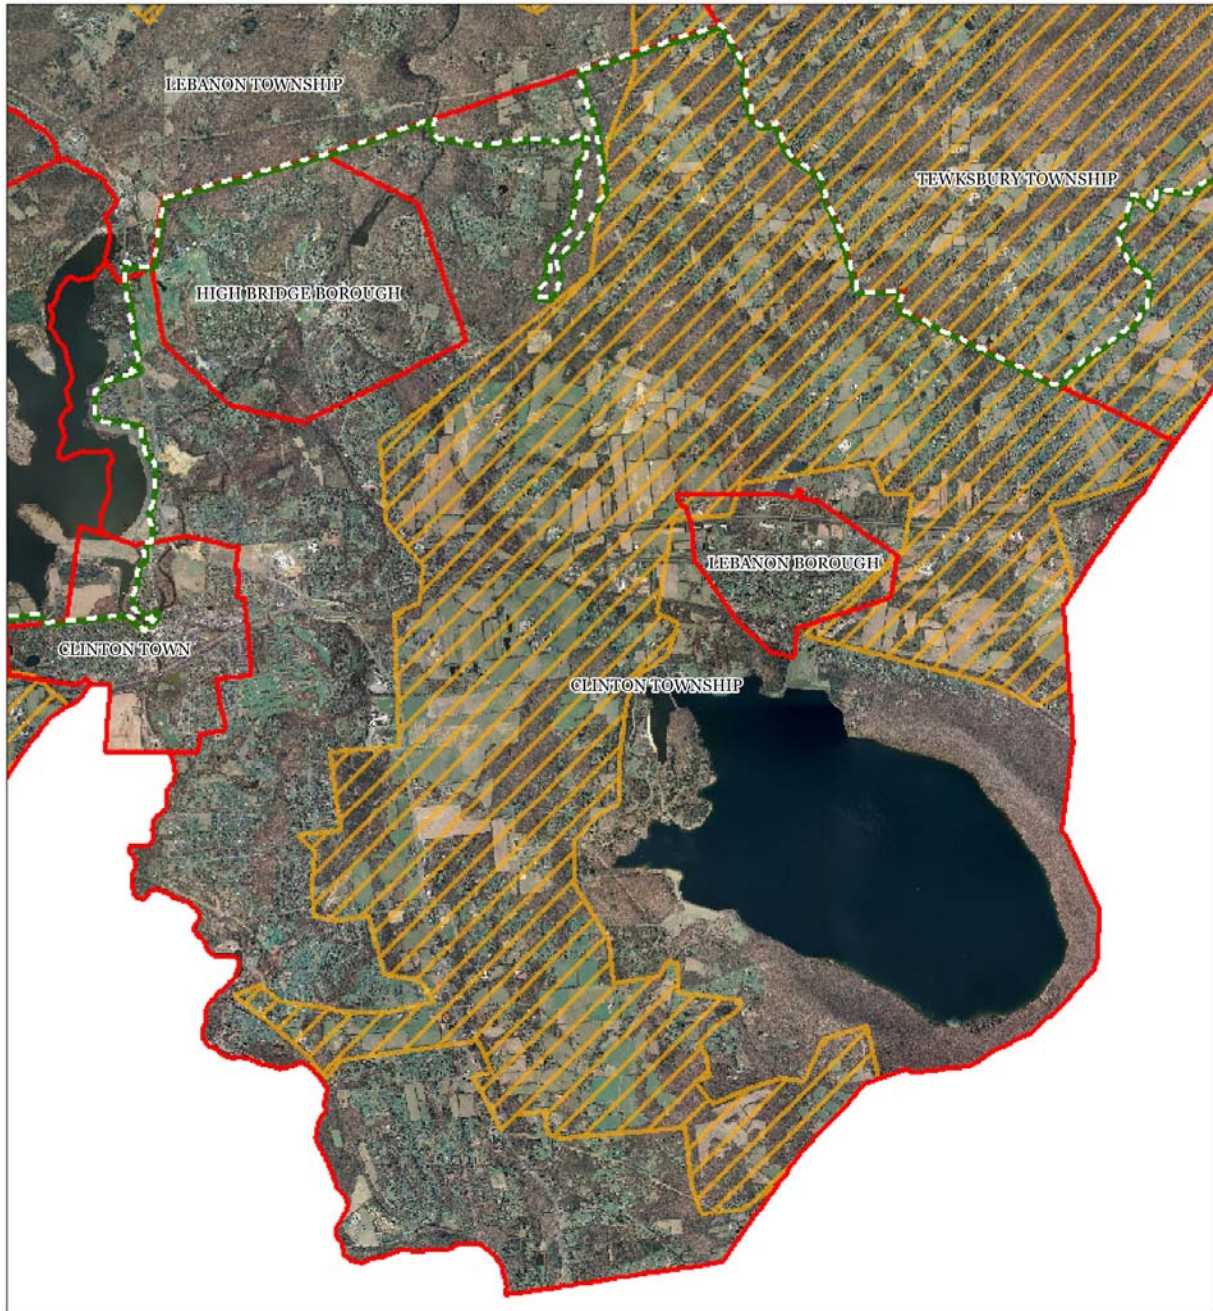 LEBANON TOWNSHIP
TEWKSBURY TOWNSHIP
HIGH BRIDGE BOROUGH
LEBANON BOROUGH
CLINTON TOWN
CLINTON TOWNSHIP